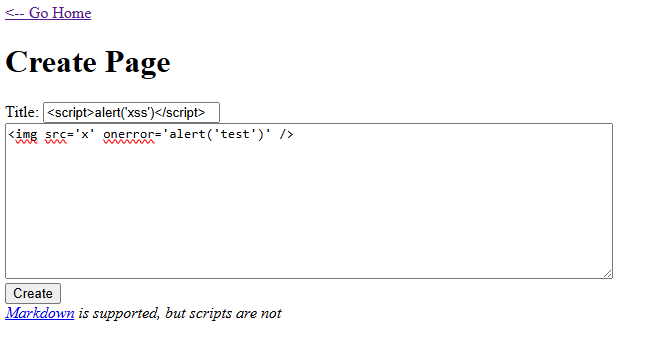 <-- Go Home
Create Page
Title: <script>alert('xss')</script>
<img src='x' onerror='alert('test')' />
Create
Markdown is supported, but scripts are not